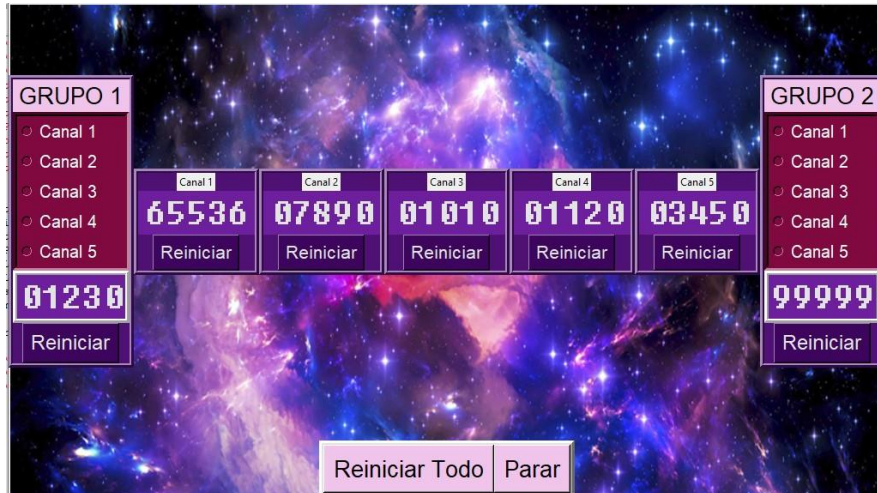 GRUPO 1
Canal 1
Canal 2
Canal 3
Canal 4
Canal 5
01230
Reiniciar
Canal 1
65536
Reiniciar
Canal 2
07890
Reiniciar
Canal 3
01010
Reiniciar
Canal 4
01120
Reiniciar
Canal 5
03450
Reiniciar
GRUPO 2
Canal 1
Canal 2
Canal 3
Canal 4
Canal 5
99999
Reiniciar
Reiniciar Todo
Parar